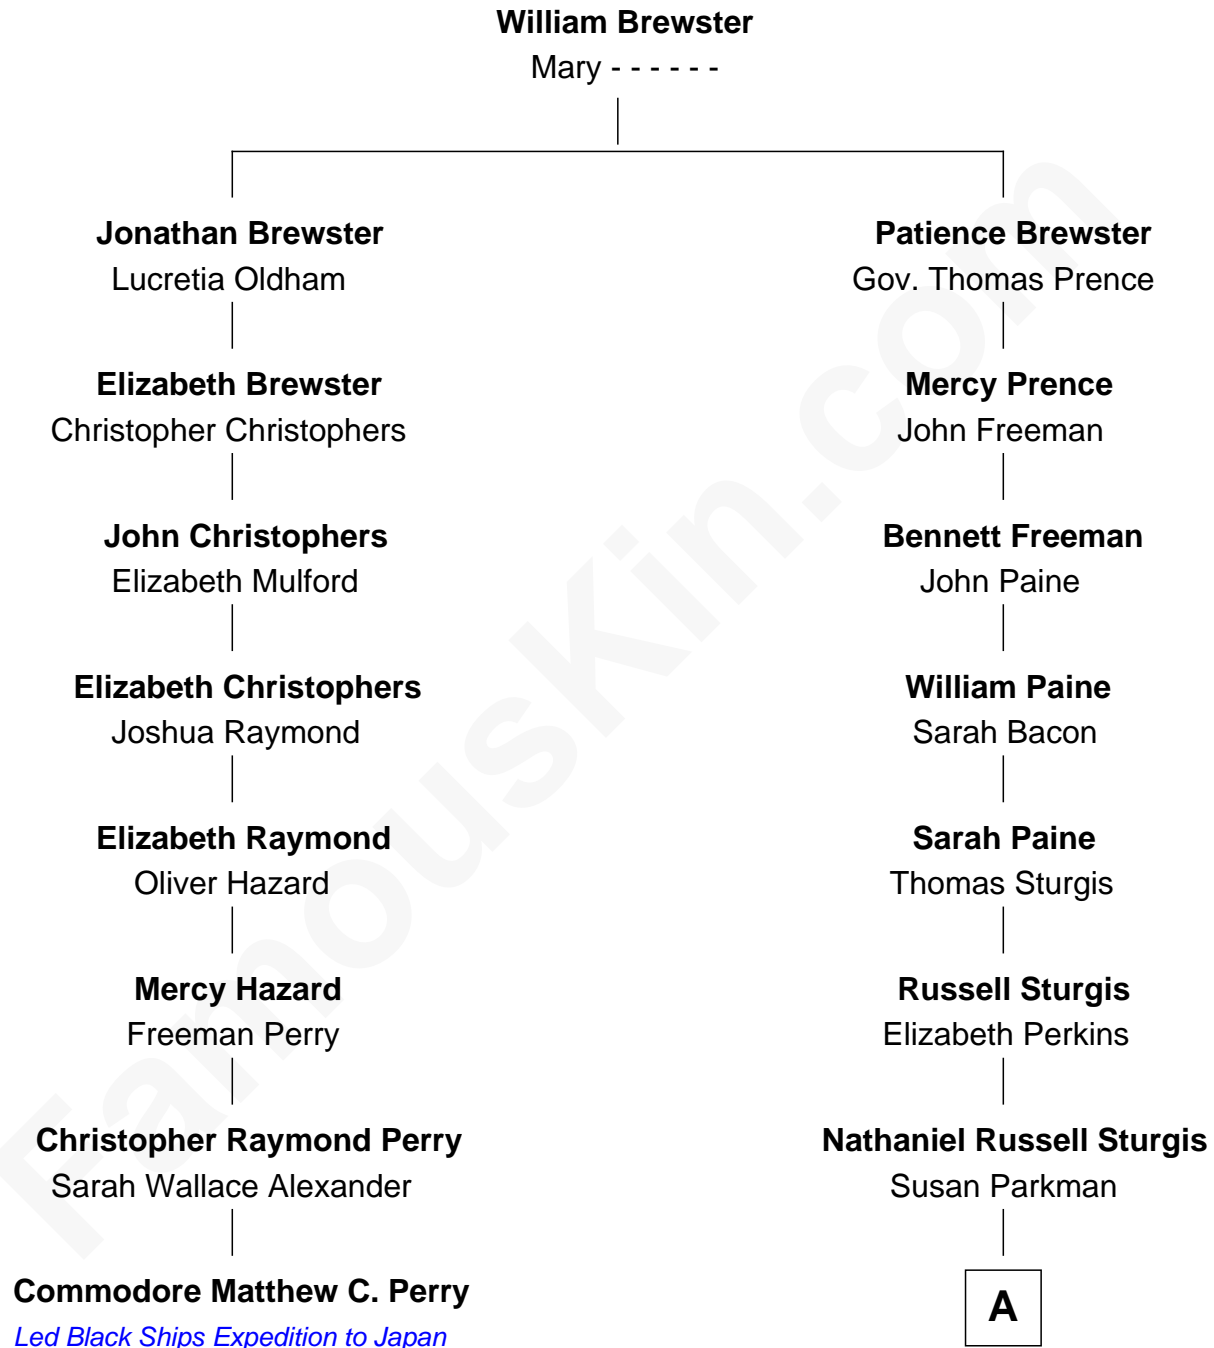 William Brewster
Mary - - - - - -
Jonathan Brewster
Lucretia Oldham
Patience Brewster
Gov. Thomas Prence
Elizabeth Brewster
Christopher Christophers
Mercy Prence
John Freeman
John Christophers
Elizabeth Mulford
Bennett Freeman
John Paine
Elizabeth Christophers
Joshua Raymond
William Paine
Sarah Bacon
Elizabeth Raymond
Oliver Hazard
Sarah Paine
Thomas Sturgis
Mercy Hazard
Freeman Perry
Russell Sturgis
Elizabeth Perkins
Christopher Raymond Perry
Sarah Wallace Alexander
Nathaniel Russell Sturgis
Susan Parkman
Commodore Matthew C. Perry
Led Black Ships Expedition to Japan
A
FamousKin.com